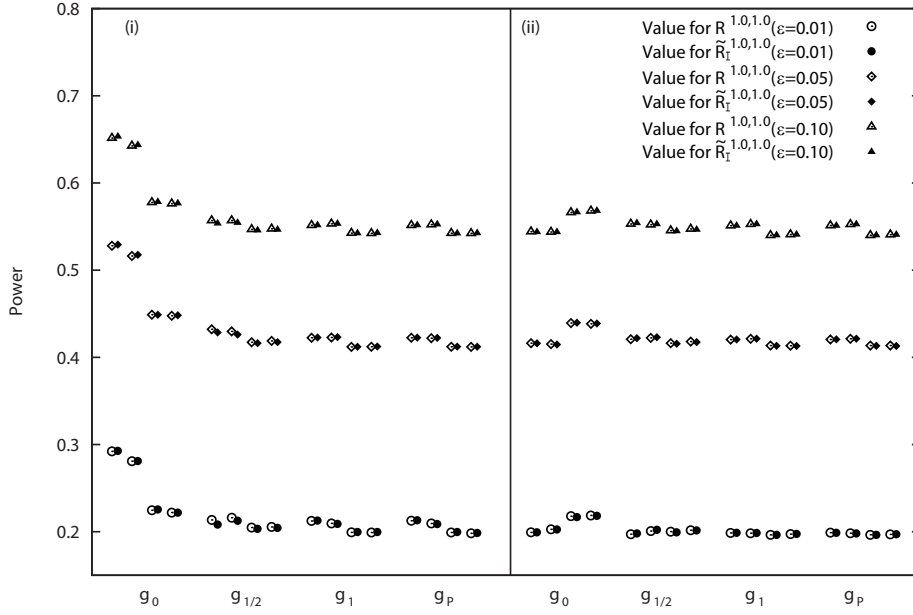 0.8
0.7
0.6
0.5
0.4
0.3
0.2
Power
(i)
(ii)
Value for R 1.0,1.0(ε=0.01)
Value for R̃I 1.0,1.0(ε=0.01)
Value for R 1.0,1.0(ε=0.05)
Value for R̃I 1.0,1.0(ε=0.05)
Value for R 1.0,1.0(ε=0.10)
Value for R̃I 1.0,1.0(ε=0.10)
g0 g1/2 g1 gP g0 g1/2 g1 gP